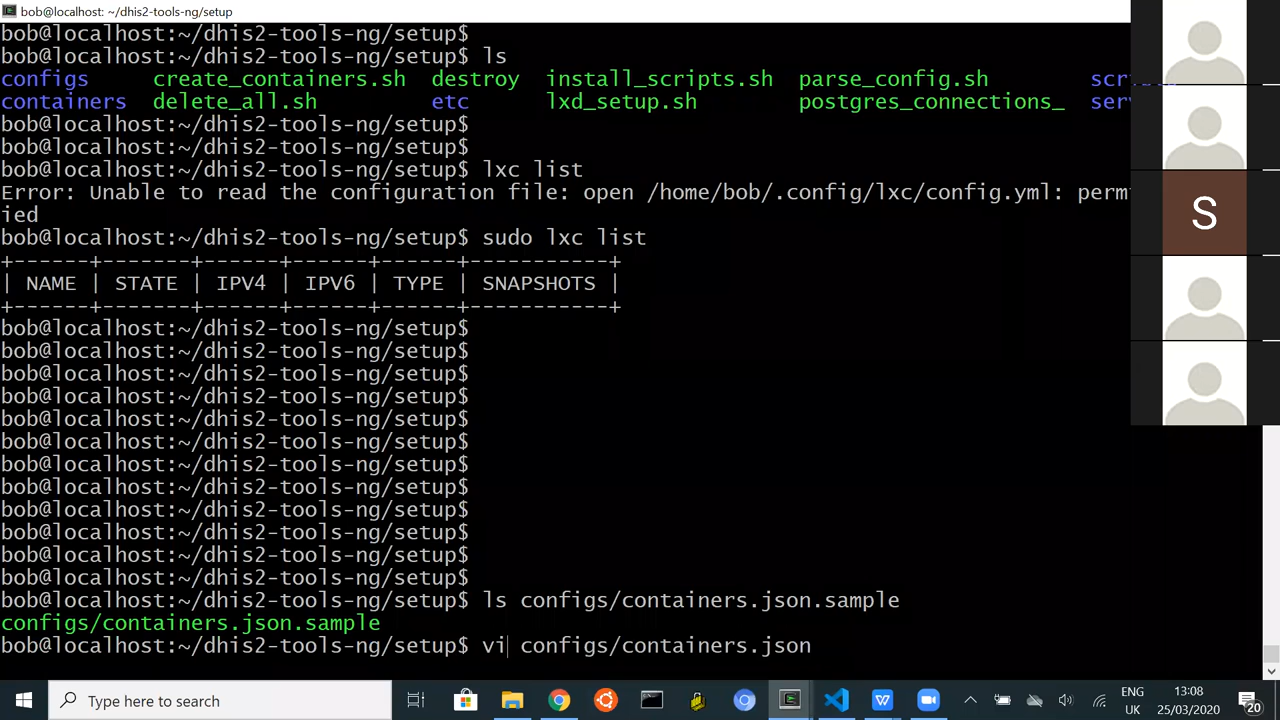 bob@localhost: ~/dhis2-tools-ng/setup
bob@localhost:~/dhis2-tools-ng/setup$
bob@localhost:~/dhis2-tools-ng/setup$ ls
configs create_containers.sh destroy install_scripts.sh parse_config.sh
containers delete_all.sh etc lxd_setup.sh postgres_connections_
bob@localhost:~/dhis2-tools-ng/setup$
bob@localhost:~/dhis2-tools-ng/setup$
bob@localhost:~/dhis2-tools-ng/setup$ lxc list
Error: Unable to read the configuration file: open /home/bob/.config/lxc/config.yml: perm
ied
bob@localhost:~/dhis2-tools-ng/setup$ sudo lxc list
+------+-------+------+------+------+-----------+
| NAME | STATE | IPV4 | IPV6 | TYPE | SNAPSHOTS |
+------+-------+------+------+------+-----------+
bob@localhost:~/dhis2-tools-ng/setup$
bob@localhost:~/dhis2-tools-ng/setup$
bob@localhost:~/dhis2-tools-ng/setup$
bob@localhost:~/dhis2-tools-ng/setup$
bob@localhost:~/dhis2-tools-ng/setup$
bob@localhost:~/dhis2-tools-ng/setup$
bob@localhost:~/dhis2-tools-ng/setup$
bob@localhost:~/dhis2-tools-ng/setup$
bob@localhost:~/dhis2-tools-ng/setup$
bob@localhost:~/dhis2-tools-ng/setup$
bob@localhost:~/dhis2-tools-ng/setup$
bob@localhost:~/dhis2-tools-ng/setup$
bob@localhost:~/dhis2-tools-ng/setup$ ls configs/containers.json.sample
configs/containers.json.sample
bob@localhost:~/dhis2-tools-ng/setup$ vi configs/containers.json
S
Type here to search
ENG
UK
13:08
25/03/2020
20